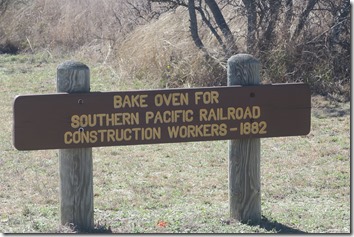 BAKE OVEN FOR
SOUTHERN PACIFIC RAILROAD
CONSTRUCTION WORKERS - 1882